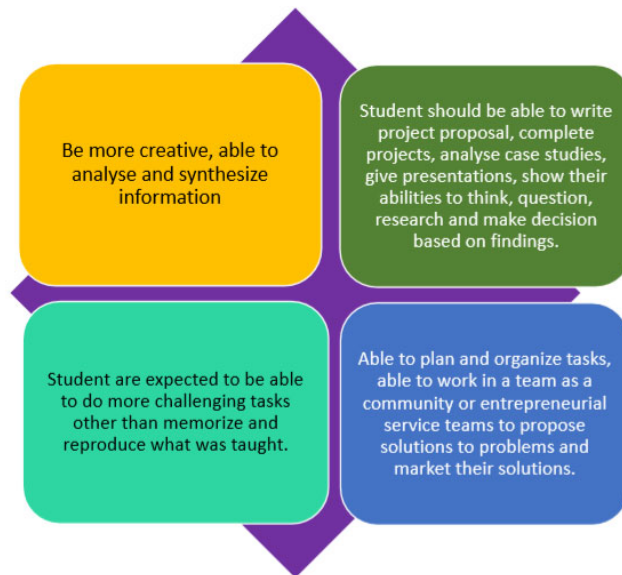 Be more creative, able to
analyse and synthesize
information
Student should be able to write
project proposal, complete
projects, analyse case studies,
give presentations, show their
abilities to think, question,
research and make decision
based on findings.
Student are expected to be able
to do more challenging tasks
other than memorize and
reproduce what was taught.
Able to plan and organize tasks,
able to work in a team as a
community or entrepreneurial
service teams to propose
solutions to problems and
market their solutions.